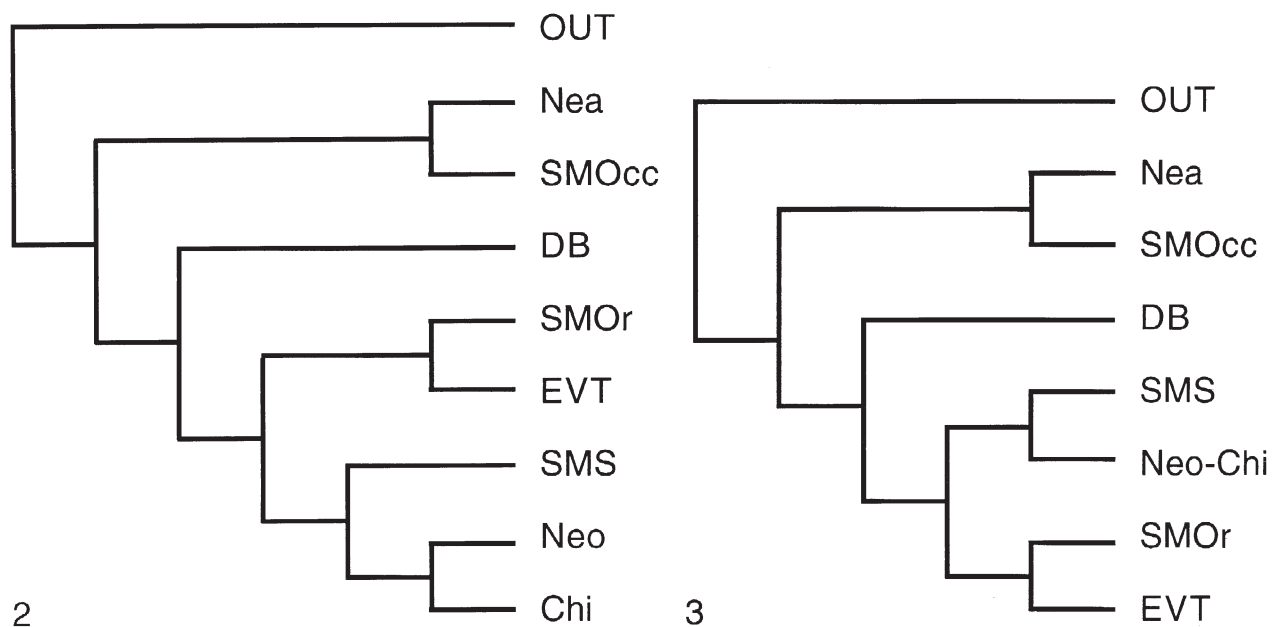 OUT
Nea
SMOcc
DB
SMOr
EVT
SMS
Neo
Chi
2
OUT
Nea
SMOcc
DB
SMS
Neo-Chi
SMOr
EVT
3